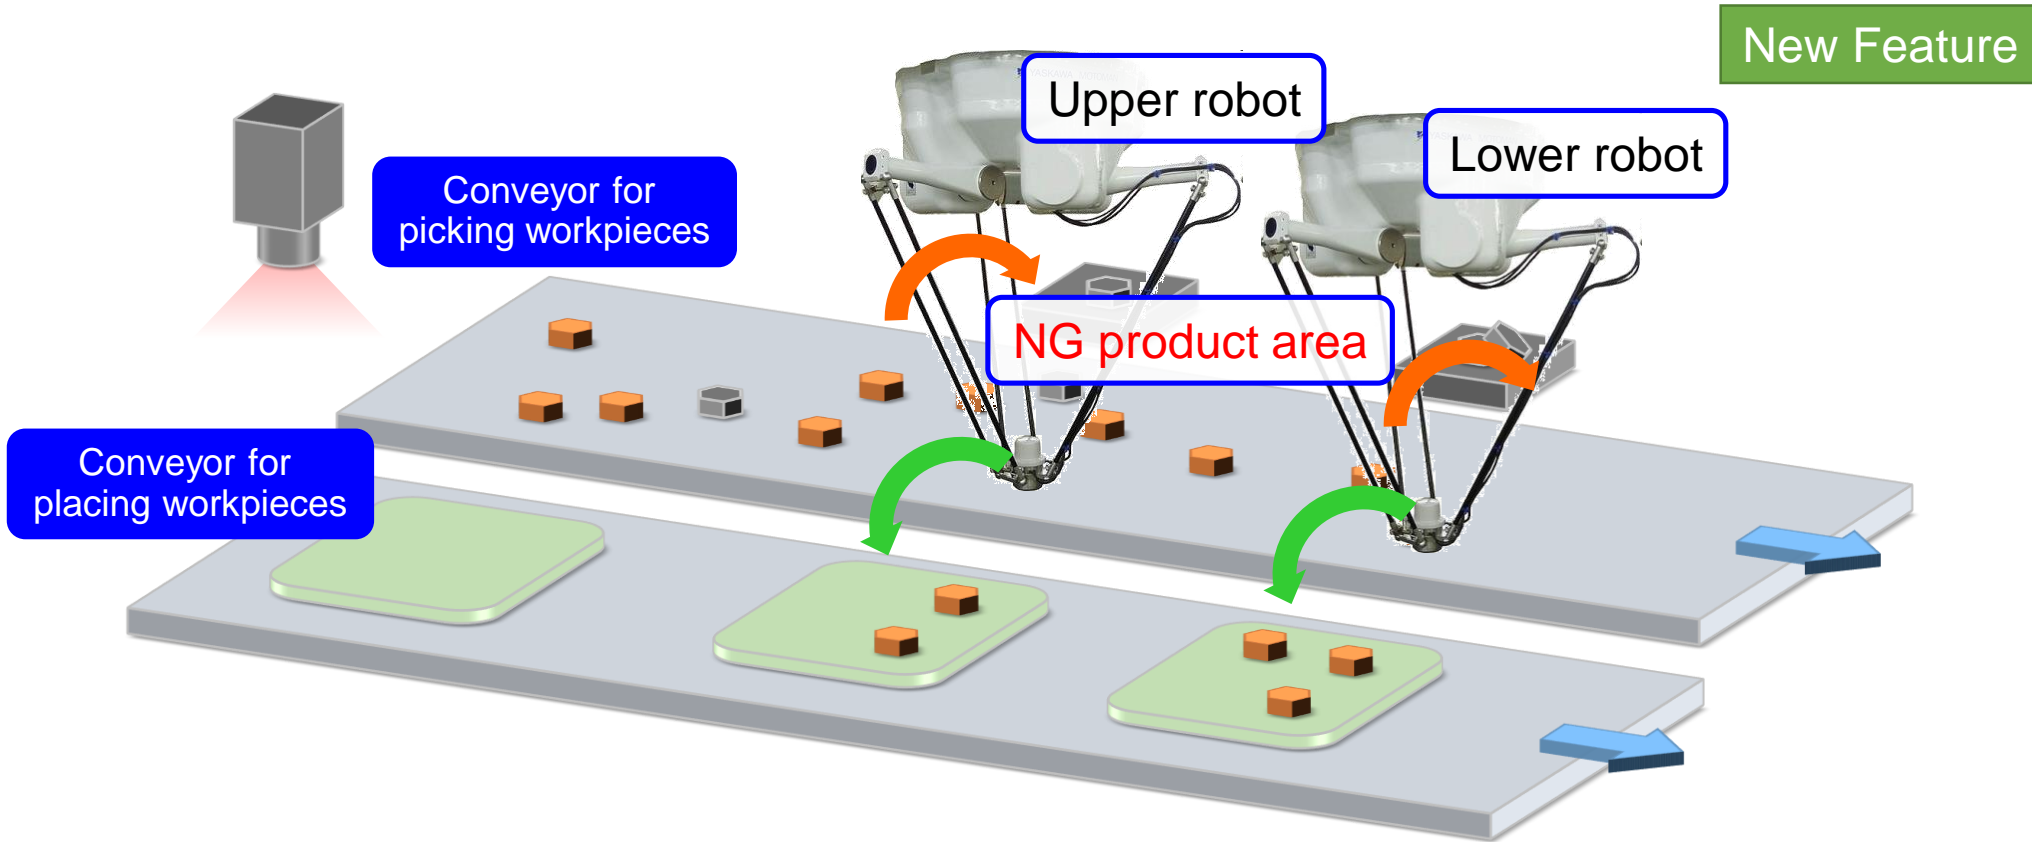 New Feature
Upper robot
Lower robot
Conveyor for
picking workpieces
NG product area
Conveyor for
placing workpieces